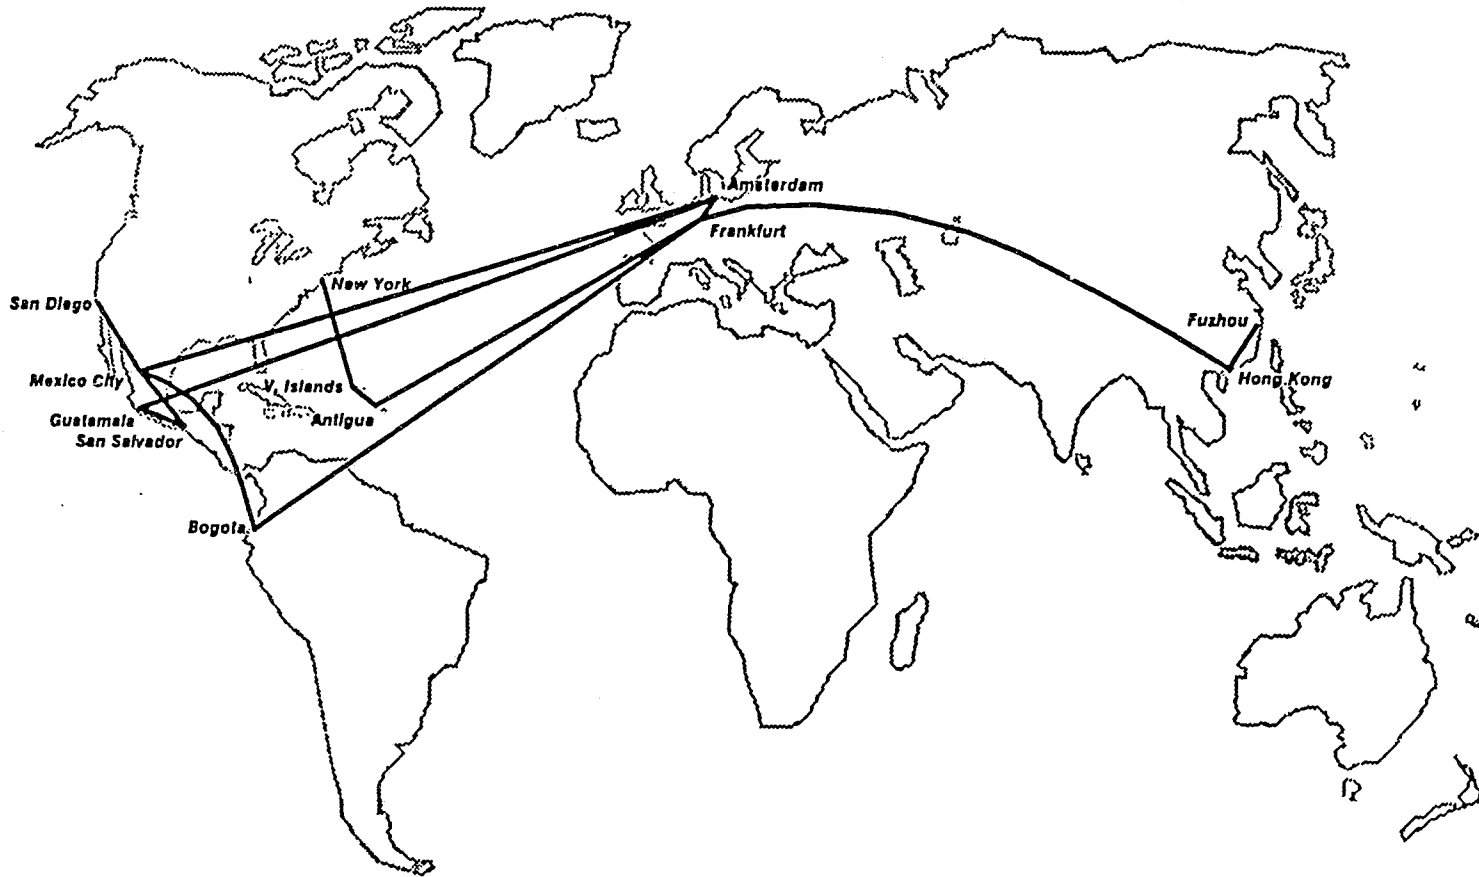 Amsterdam
Frankfurt
New York
San Diego
Fuzhou
Mexico City
V. Islands
Hong Kong
Guatemala
Antigua
San Salvador
Bogota